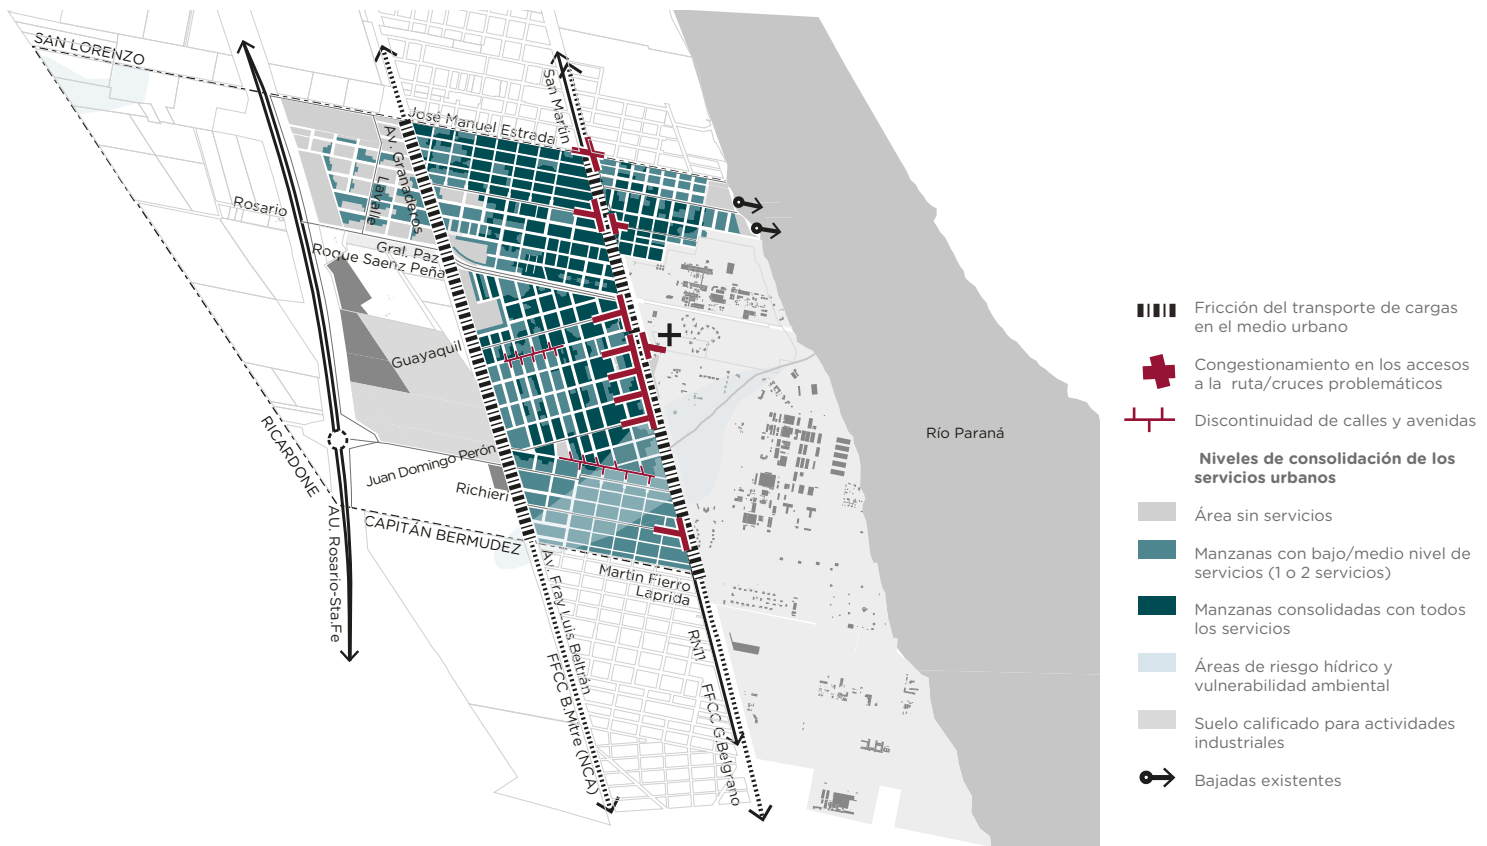 SAN LORENZO
San Martín
José Manuel Estrada
Av. Granaderos
Lavalle
Rosario
Gral. Paz
Roque Saenz Peña
Guayaquil
RICARDONE
Juan Domingo Perón
Richieri
CAPITÁN BERMUDEZ
AU. Rosario-Sta.Fe
Av. Fray Luis Beltrán
FFCC B.Mitre (NCA)
Martin Fierro
Laprida
RN11
FFCC G.Belgrano
Río Paraná
Fricción del transporte de cargas
en el medio urbano
Congestionamiento en los accesos
a la ruta/cruces problemáticos
Discontinuidad de calles y avenidas
Niveles de consolidación de los
servicios urbanos
Área sin servicios
Manzanas con bajo/medio nivel de
servicios (1 o 2 servicios)
Manzanas consolidadas con todos
los servicios
Áreas de riesgo hídrico y
vulnerabilidad ambiental
Suelo calificado para actividades
industriales
Bajadas existentes